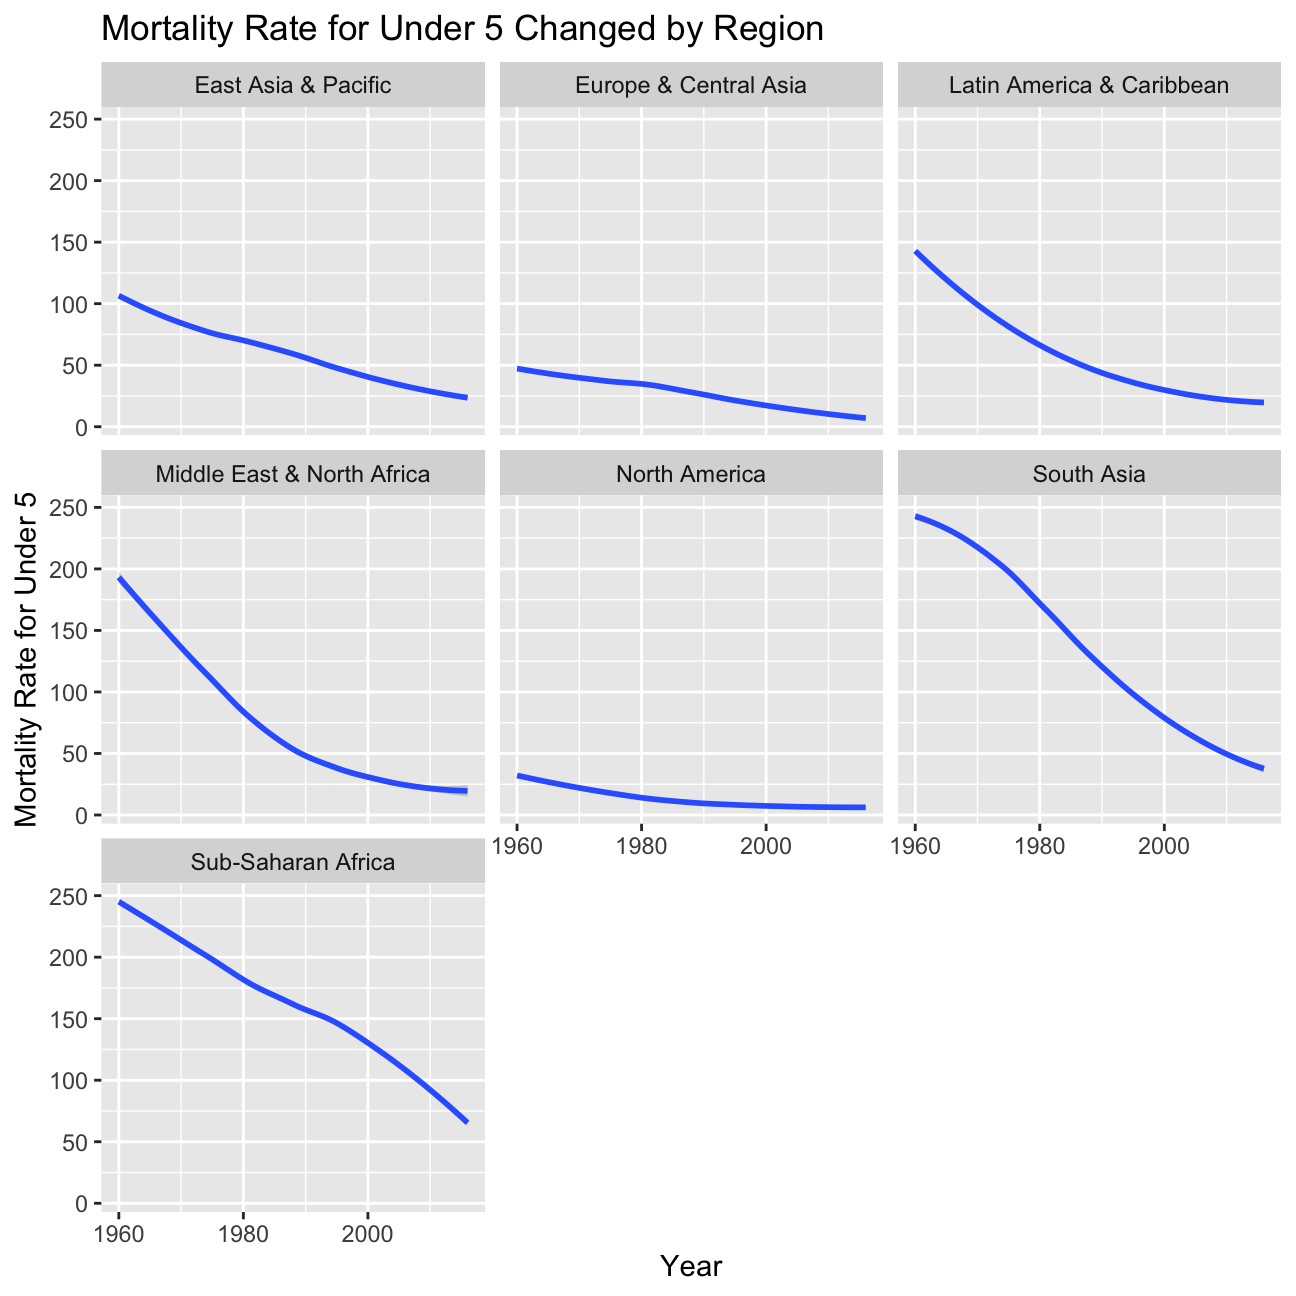 Mortality Rate for Under 5 Changed by Region
East Asia & Pacific
Europe & Central Asia
Latin America & Caribbean
250
200
150
100
50
0
Middle East & North Africa
North America
South Asia
250
200
150
100
50
0
1960 1980 2000
1960 1980 2000
Sub-Saharan Africa
250
200
150
100
50
0
1960 1980 2000
Mortality Rate for Under 5
Year